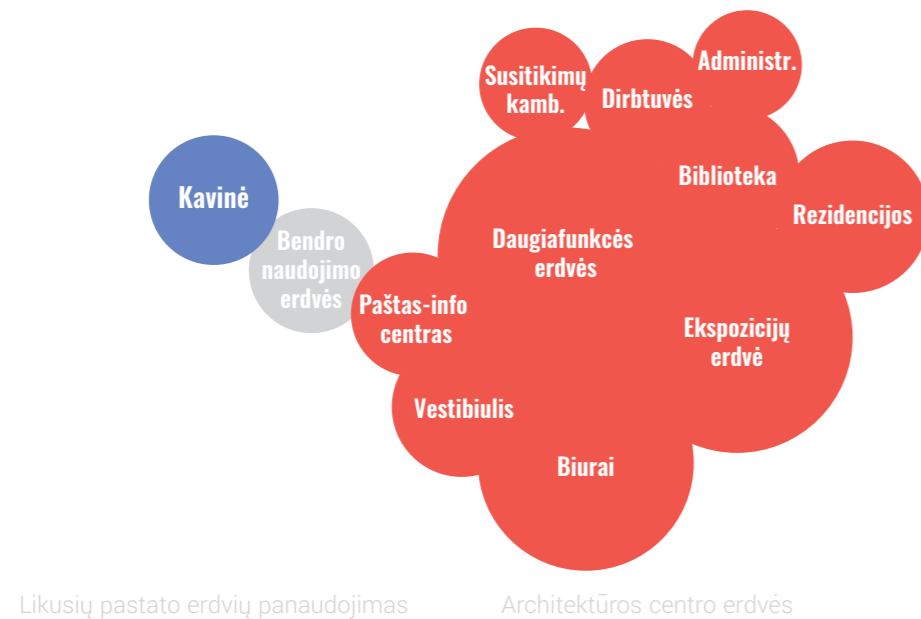 Susitikimų
kamb.
Dirbtuvės
Administr.
Biblioteka
Rezidencijos
Kavinė
Bendro
naudojimo
erdvės
Daugiafunkcės
erdvės
Paštas-info
centras
Ekspozicijų
erdvė
Vestibiulis
Biurai
Likusių pastato erdvių panaudojimas
Architektūros centro erdvės